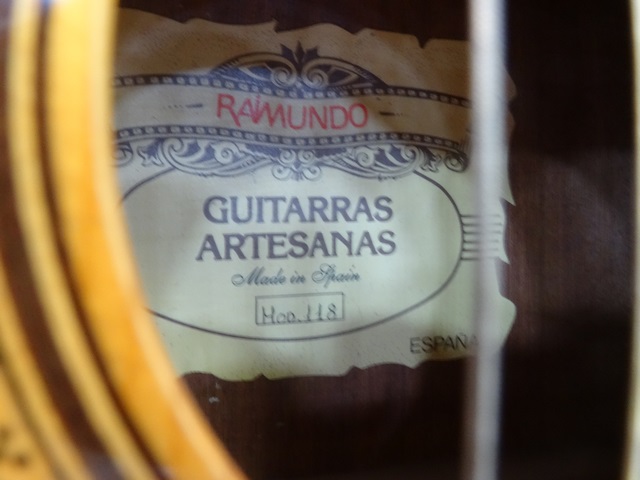 RAIMUNDO
GUITARRAS
ARTESANAS
Made in Spain
Mod. 118
ESPAÑA